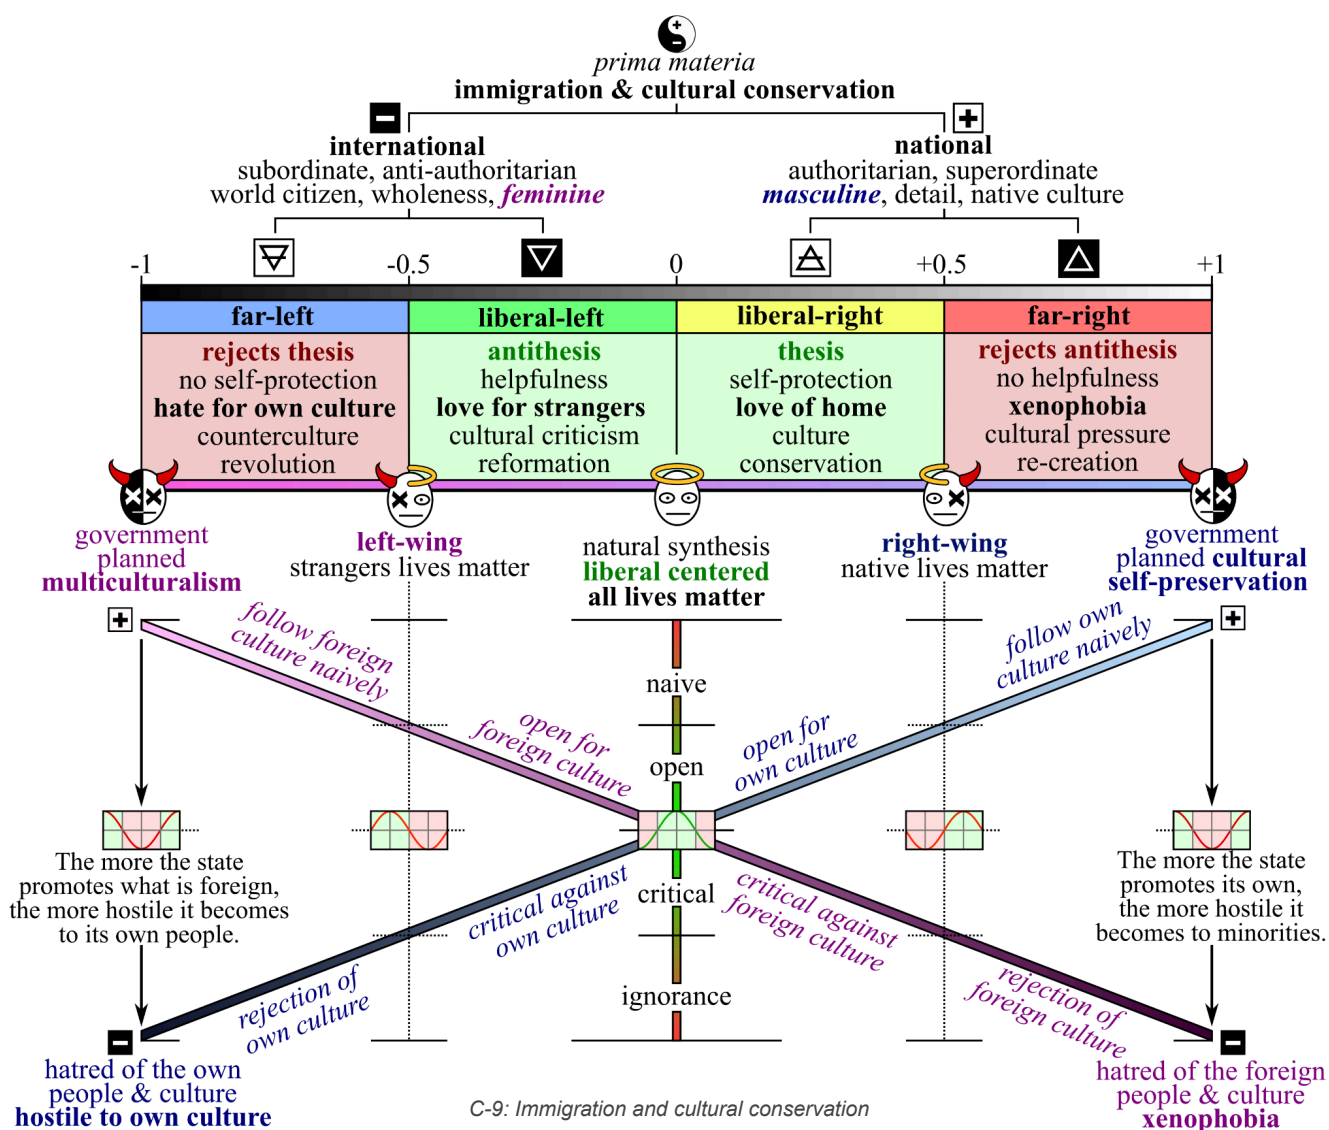 prima materia
immigration & cultural conservation
international
subordinate, anti-authoritarian
world citizen, wholeness, feminine
national
authoritarian, superordinate
masculine, detail, native culture
-1
-0.5
0
+0.5
+1
far-left
liberal-left
liberal-right
far-right
rejects thesis
no self-protection
hate for own culture
counterculture
revolution
antithesis
helpfulness
love for strangers
cultural criticism
reformation
thesis
self-protection
love of home
culture
conservation
rejects antithesis
no helpfulness
xenophobia
cultural pressure
re-creation
government
planned
multiculturalism
left-wing
strangers lives matter
natural synthesis
liberal centered
all lives matter
right-wing
native lives matter
government
planned cultural
self-preservation
follow foreign
culture naively
open for
foreign culture
naive
open
open for
own culture
follow own
culture naively
The more the state
promotes what is foreign,
the more hostile it becomes
to its own people.
rejection of
own culture
critical against
own culture
critical
ignorance
critical against
foreign culture
rejection of
foreign culture
The more the state
promotes its own,
the more hostile it
becomes to minorities.
hatred of the own
people & culture
hostile to own culture
C-9: Immigration and cultural conservation
hatred of the foreign
people & culture
xenophobia